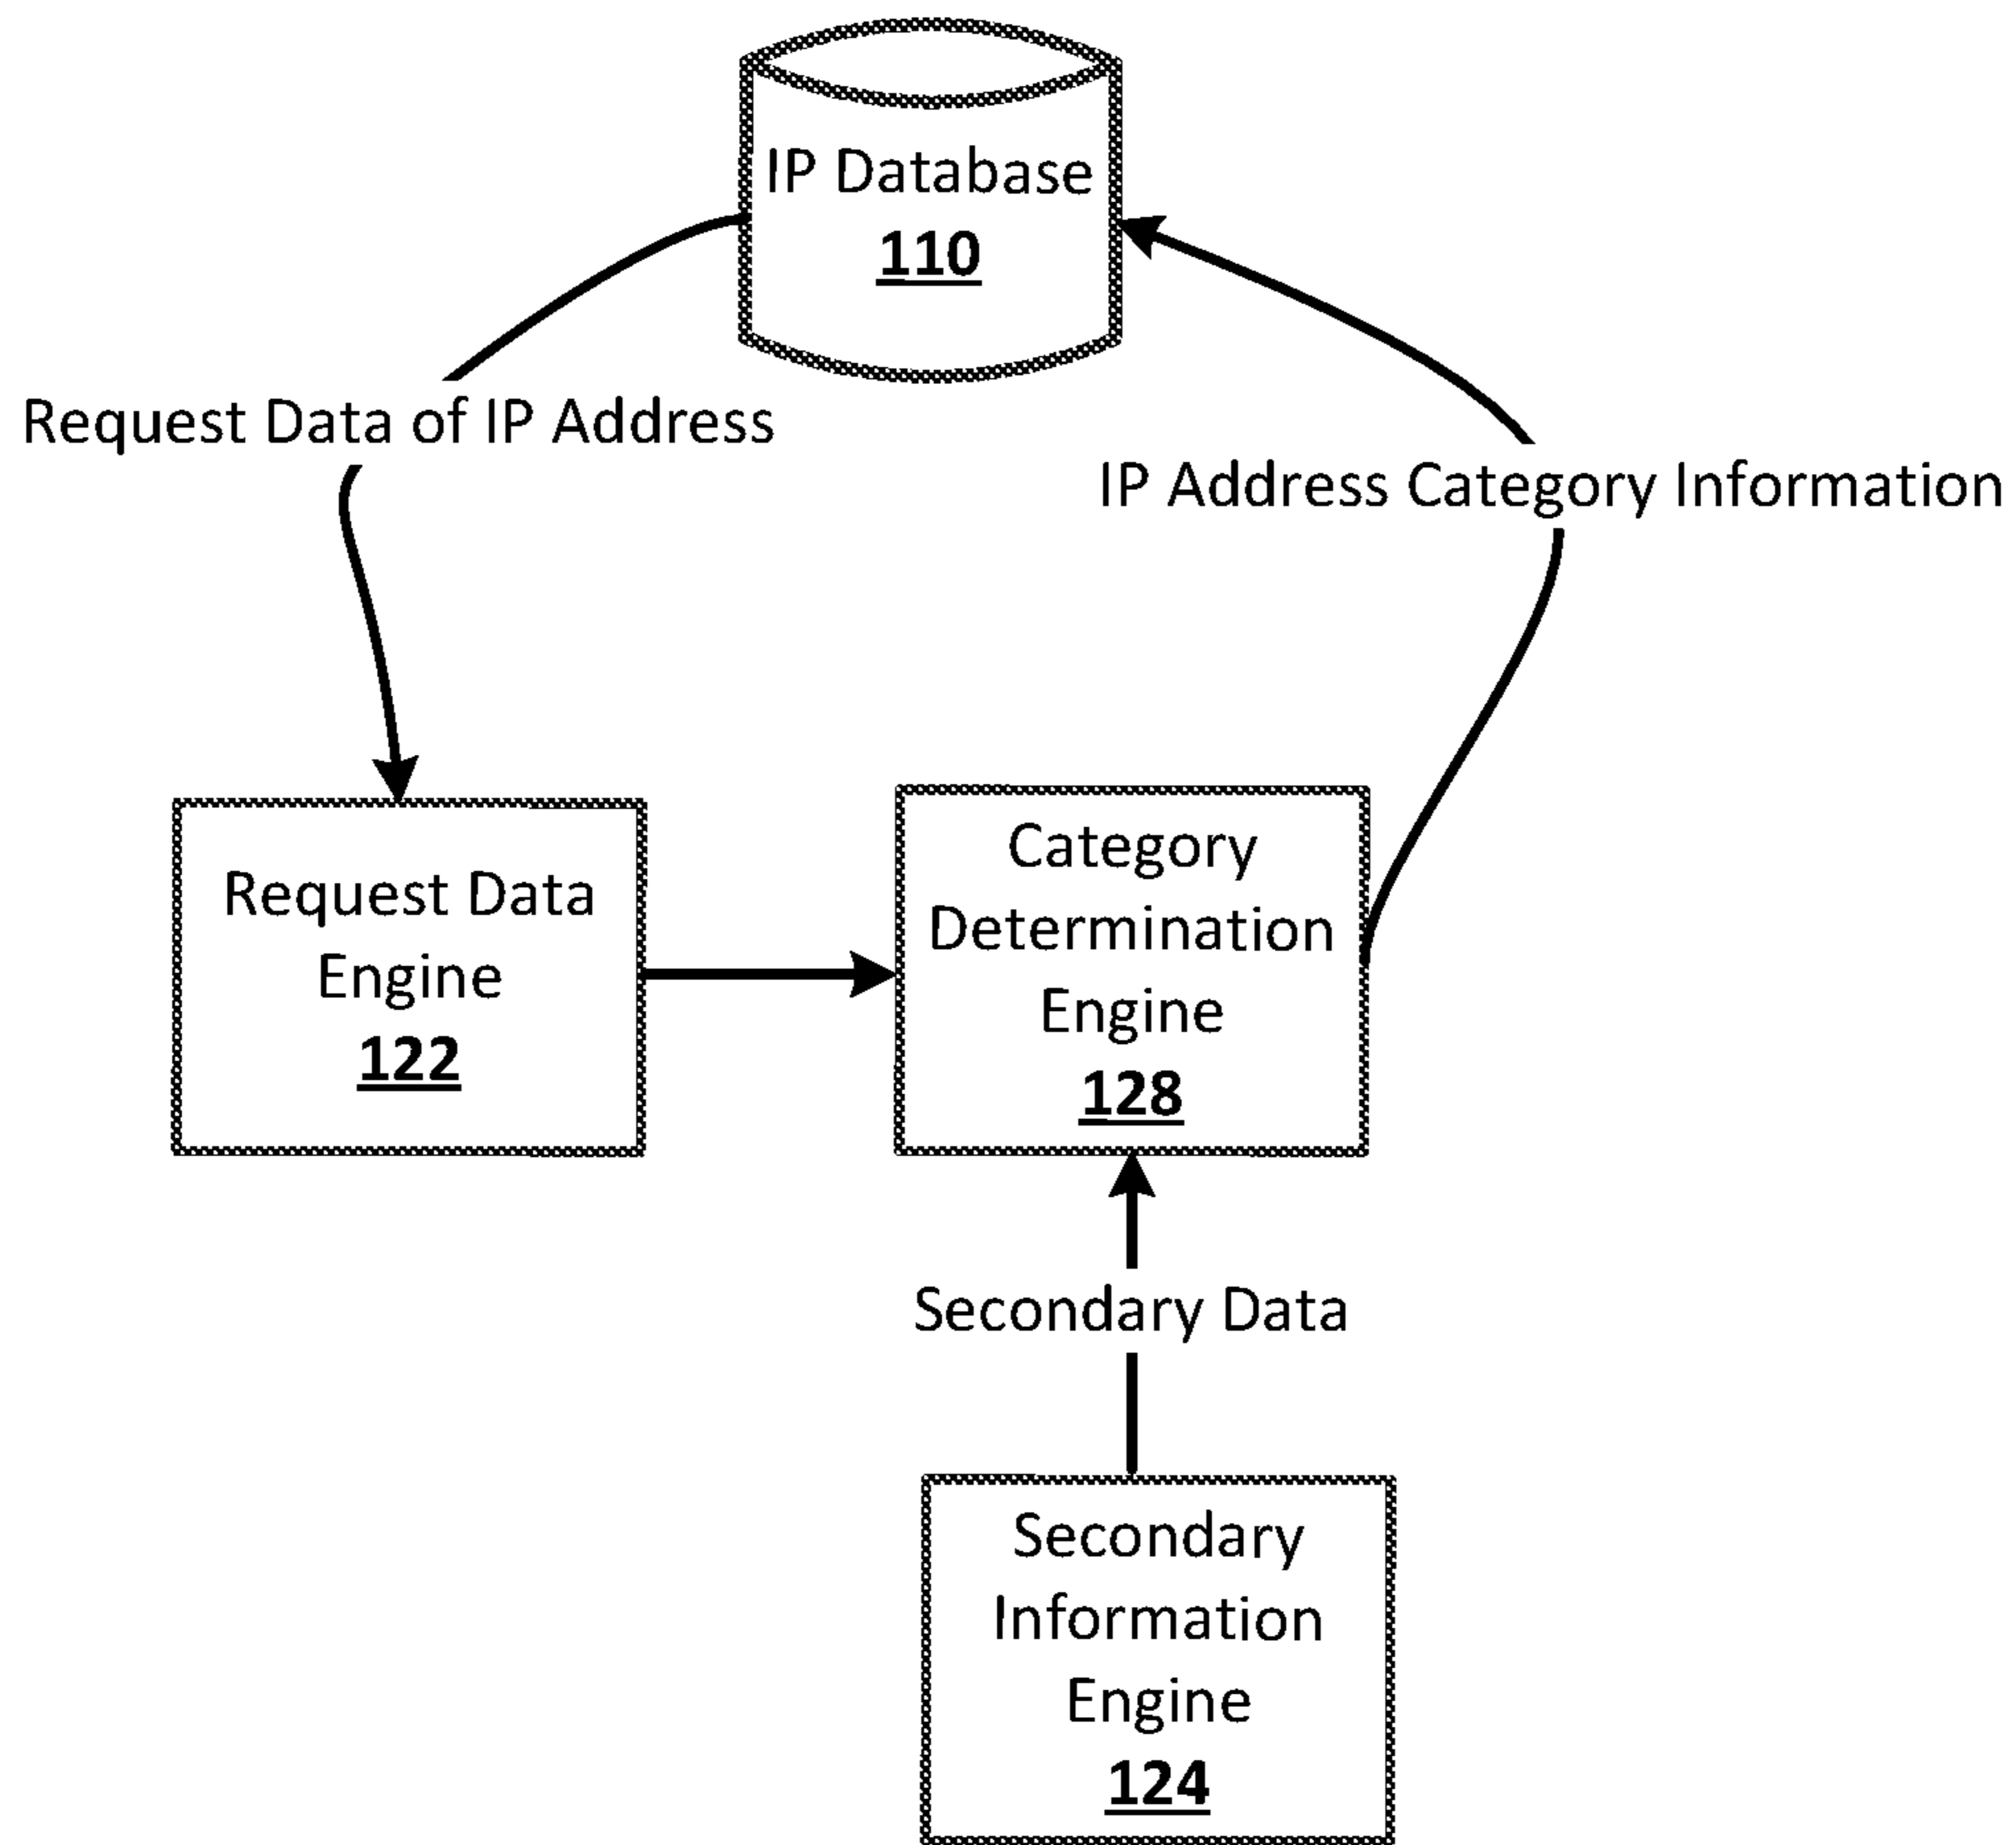 IP Database
110
Request Data of IP Address
IP Address Category Information
Request Data
Engine
122
Category
Determination
Engine
128
Secondary Data
Secondary
Information
Engine
124